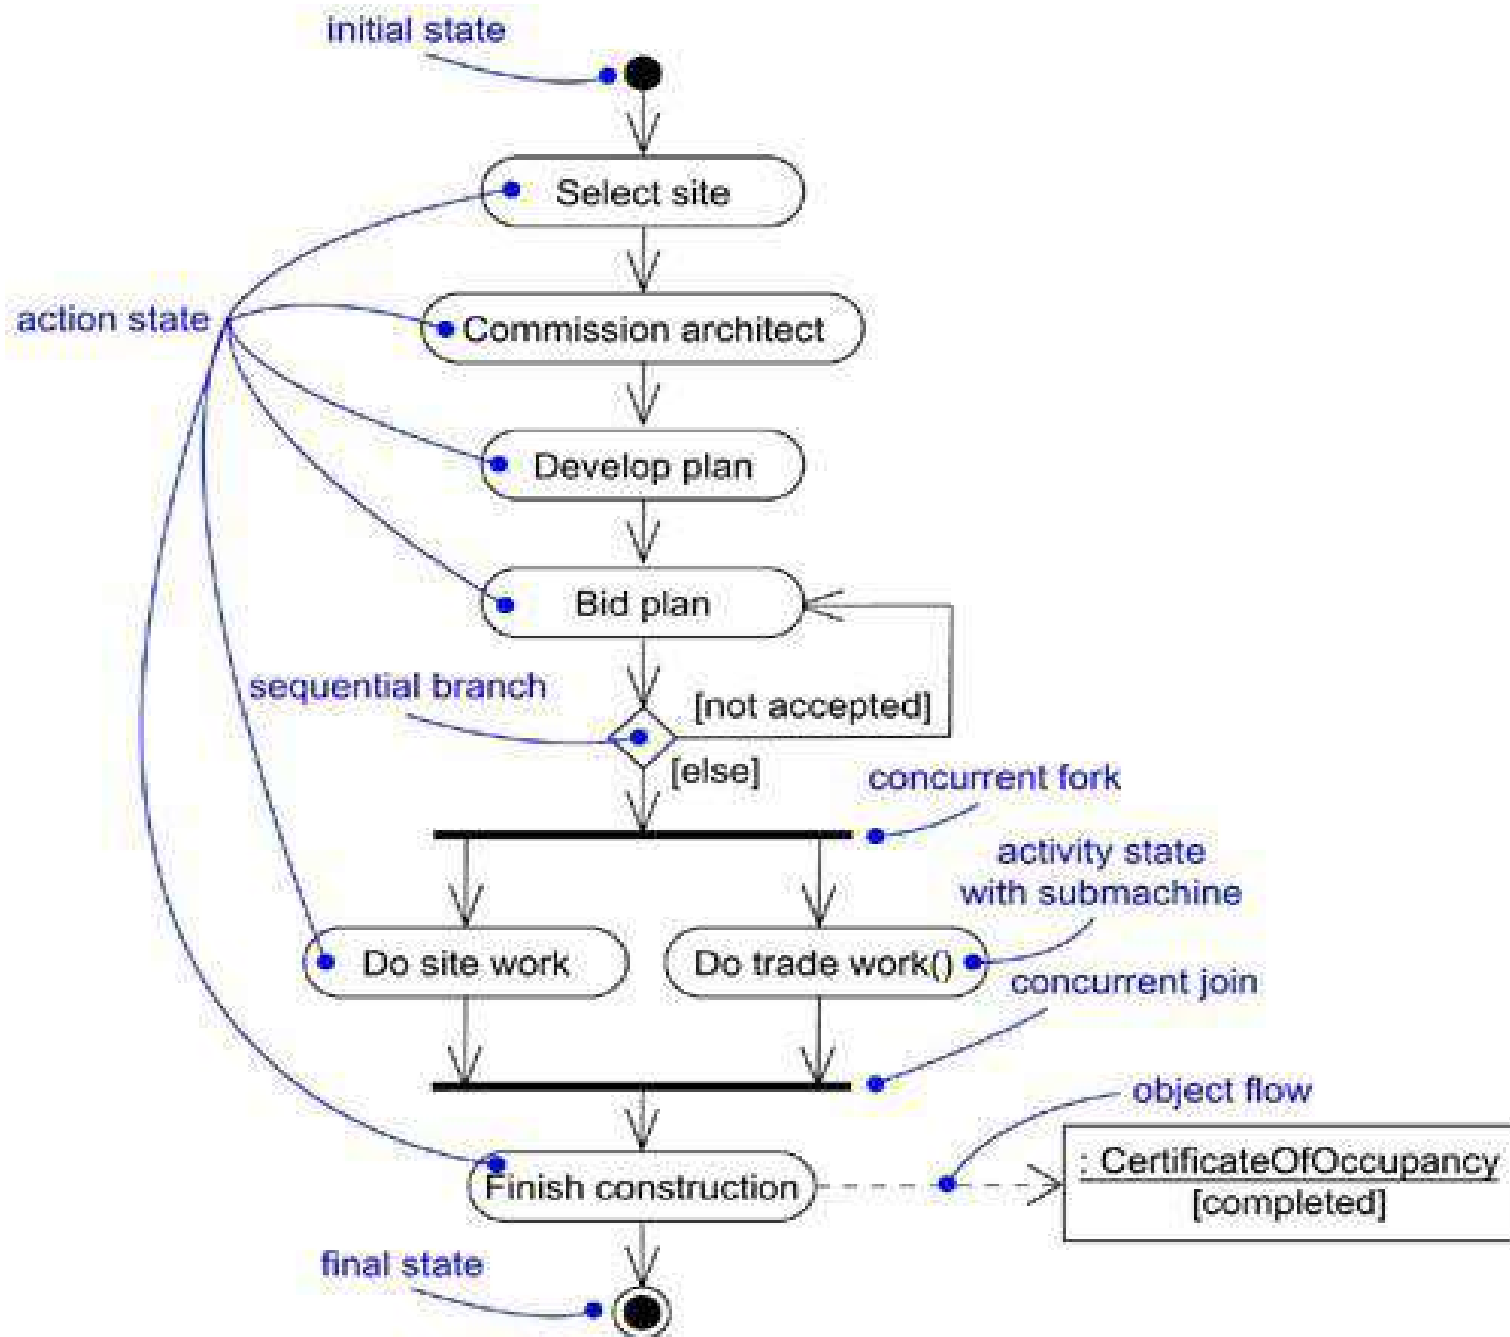 initial state
Select site
action state
Commission architect
Develop plan
Bid plan
sequential branch
[not accepted]
[else]
concurrent fork
activity state
with submachine
Do site work
Do trade work()
concurrent join
object flow
: CertificateOfOccupancy
[completed]
Finish construction
final state